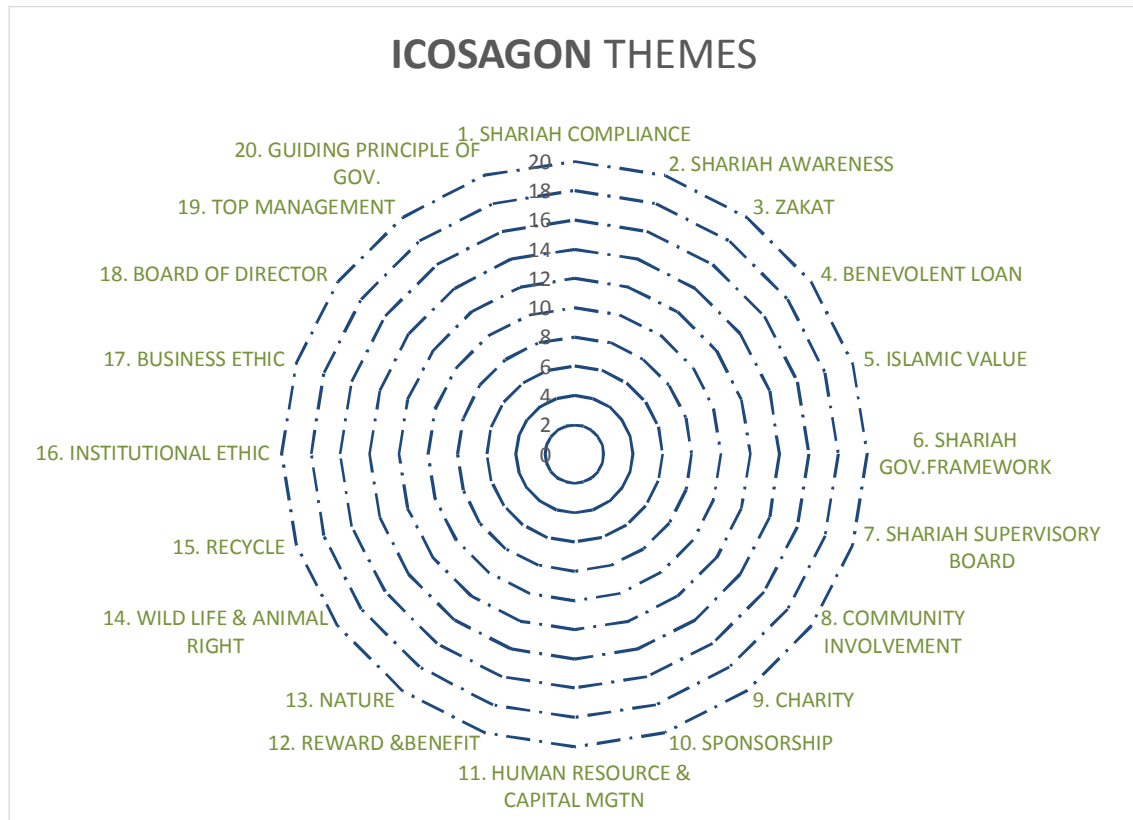 ICOSAGON THEMES
1. SHARIAH COMPLIANCE
2. SHARIAH AWARENESS
3. ZAKAT
4. BENEVOLENT LOAN
5. ISLAMIC VALUE
6. SHARIAH
GOV.FRAMEWORK
7. SHARIAH SUPERVISORY
BOARD
8. COMMUNITY
INVOLVEMENT
9. CHARITY
10. SPONSORSHIP
11. HUMAN RESOURCE &
CAPITAL MGTN
12. REWARD &BENEFIT
13. NATURE
14. WILD LIFE & ANIMAL
RIGHT
15. RECYCLE
16. INSTITUTIONAL ETHIC
17. BUSINESS ETHIC
18. BOARD OF DIRECTOR
19. TOP MANAGEMENT
20. GUIDING PRINCIPLE OF
GOV.
20
18
16
14
12
10
8
6
4
2
0